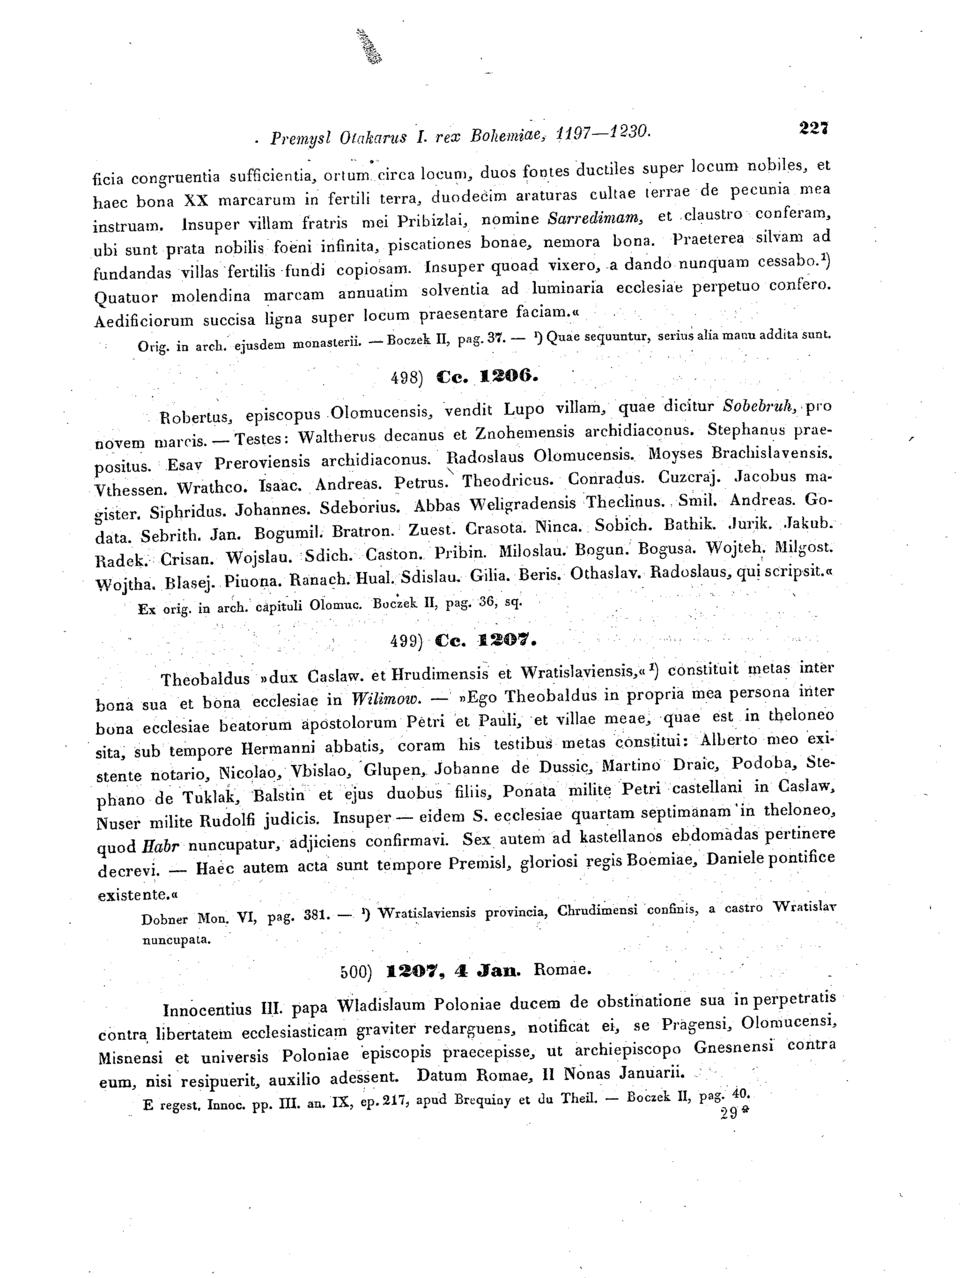 Premysl Otakarus I. rex Bohemiae, 1197—1230. 227
ficia congruentia sufficientia, ortum circa locum, duos fontes ductiles super locum nobiles, et
haec bona XX marcarum in fertili terra, duodecim araturas cultae terrae de pecunia mea
instruam. Insuper villam fratris mei Pribizlai, nomine Sarredimam, et claustro conferam,
ubi sunt prata nobilis foeni infinita, piscationes bonae, nemora bona. Praeterea silvam ad
fundandas villas fertilis fundi copiosam. Insuper quoad vixero, a dando nunquam cessabo.¹)
Quatuor molendina marcam annuatim solventia ad luminaria ecclesiae perpetuo confero.
Aedificiorum succisa ligna super locum praesentare faciam.«
Orig. in arch. ejusdem monasterii. — Boczek II, pag. 37. — ¹) Quae sequuntur, serius alia manu addita sunt.
498) Cc. 1206.
Robertus, episcopus Olomucensis, vendit Lupo villam, quae dicitur Sobebruh, pro
novem marcis. — Testes: Waltherus decanus et Znohemensis archidiaconus. Stephanus prae-
positus. Esav Preroviensis archidiaconus. Radoslaus Olomucensis. Moyses Brachislavensis.
Vthessen. Wrathco. Isaac. Andreas. Petrus. Theodricus. Conradus. Cuzcraj. Jacobus ma-
gister. Siphridus. Johannes. Sdeborius. Abbas Weligradensis Theclinus. Smil. Andreas. Go-
data. Sebrith. Jan. Bogumil. Bratron. Zuest. Crasota. Ninca. Sobich. Bathik. Jurik. Jakub.
Radek. Crisan. Wojslau. Sdich. Caston. Pribin. Miloslau. Bogun. Bogusa. Wojteh. Milgost.
Wojtha. Blasej. Piuona. Ranach. Hual. Sdislau. Gilia. Beris. Othaslav. Radoslaus, qui scripsit.«
Ex orig. in arch. capituli Olomuc. Boczek II, pag. 36, sq.
499) Cc. 1207.
Theobaldus »dux Caslaw. et Hrudimensis et Wratislaviensis,«¹) constituit metas inter
bona sua et bona ecclesiae in Wilimow. — »Ego Theobaldus in propria mea persona inter
bona ecclesiae beatorum apostolorum Petri et Pauli, et villae meae, quae est in theloneo
sita, sub tempore Hermanni abbatis, coram his testibus metas constitui: Alberto meo exi-
stente notario, Nicolao, Vbislao, Glupen, Johanne de Dussic, Martino Draic, Podoba, Ste-
phano de Tuklak, Balstin et ejus duobus filiis, Ponata milite Petri castellani in Caslaw,
Nuser milite Rudolfi judicis. Insuper — eidem S. ecclesiae quartam septimanam in theloneo,
quod Habr nuncupatur, adjiciens confirmavi. Sex autem ad kastellanos ebdomadas pertinere
decrevi. — Haec autem acta sunt tempore Premisl, gloriosi regis Boemiae, Daniele pontifice
existente.«
Dobner Mon. VI, pag. 381. — ¹) Wratislaviensis provincia, Chrudimensi confinis, a castro Wratislav
nuncupata.
500) 1207, 4 Jan. Romae.
Innocentius III. papa Wladislaum Poloniae ducem de obstinatione sua in perpetratis
contra libertatem ecclesiasticam graviter redarguens, notificat ei, se Pragensi, Olomucensi,
Misnensi et universis Poloniae episcopis praecepisse, ut archiepiscopo Gnesnensi contra
eum, nisi resipuerit, auxilio adessent. Datum Romae, II Nonas Januarii.
E regest. Innoc. pp. III. an. IX, ep. 217, apud Brequiny et du Theil. — Boczek II, pag. 40.
29*